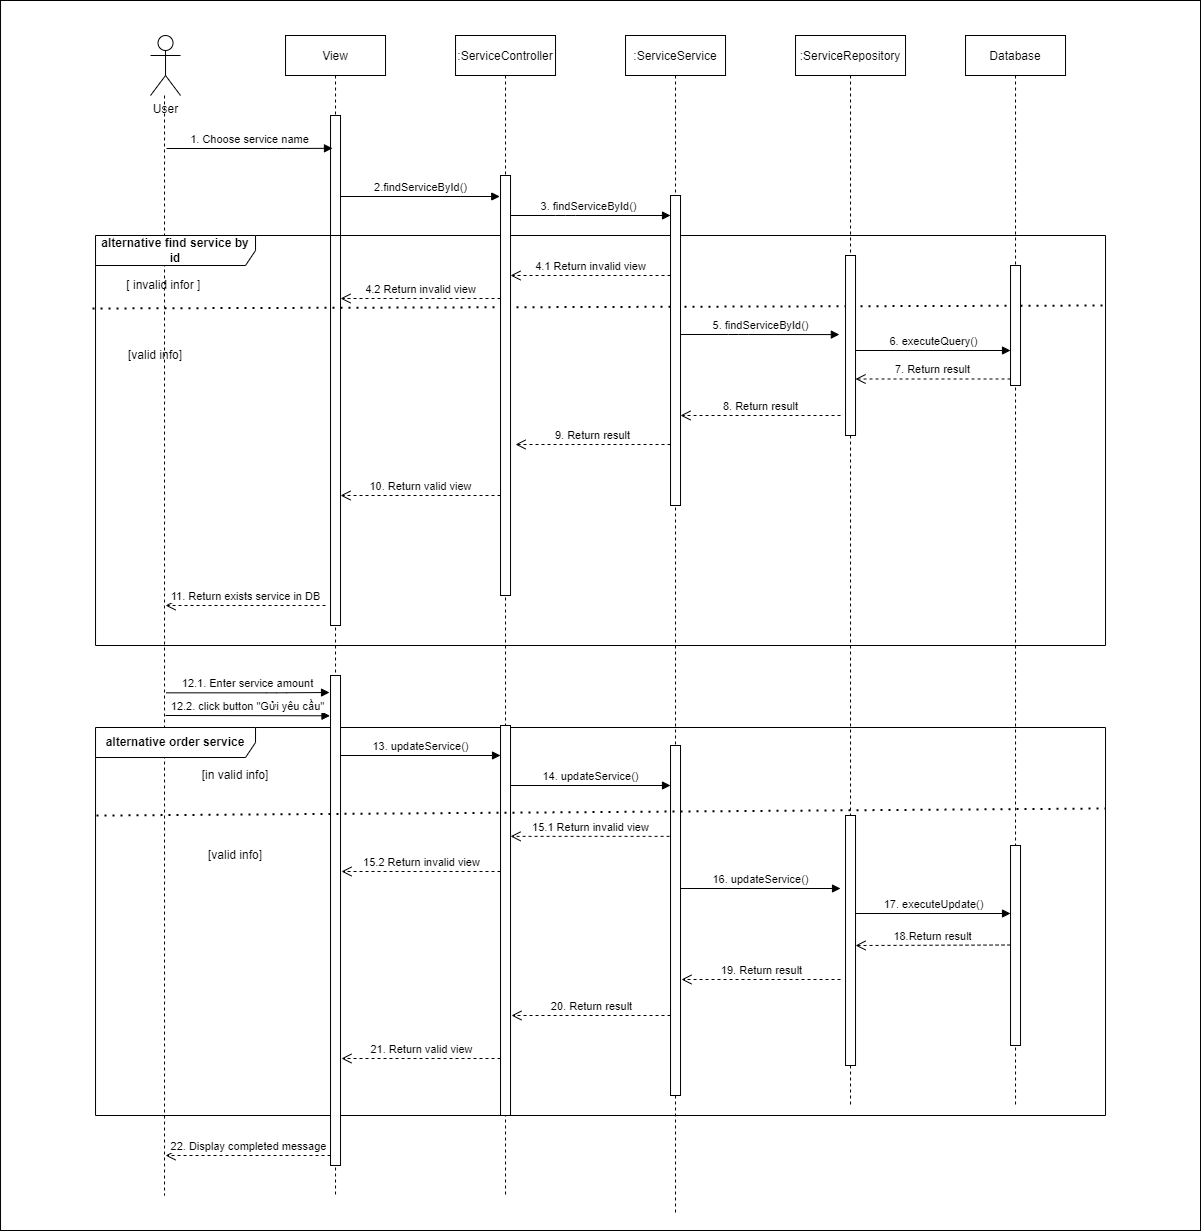 View
:ServiceController
:ServiceService
:ServiceRepository
Database
User
1. Choose service name
2.findServiceById()
3. findServiceById()
alternative find service by
id
4.1 Return invalid view
[ invalid infor ]
4.2 Return invalid view
5. findServiceById()
6. executeQuery()
[valid info]
7. Return result
8. Return result
9. Return result
10. Return valid view
11. Return exists service in DB
12.1. Enter service amount
12.2. click button "Gửi yêu cầu"
alternative order service
13. updateService()
[in valid info]
14. updateService()
15.1 Return invalid view
[valid info]
15.2 Return invalid view
16. updateService()
17. executeUpdate()
18.Return result
19. Return result
20. Return result
21. Return valid view
22. Display completed message